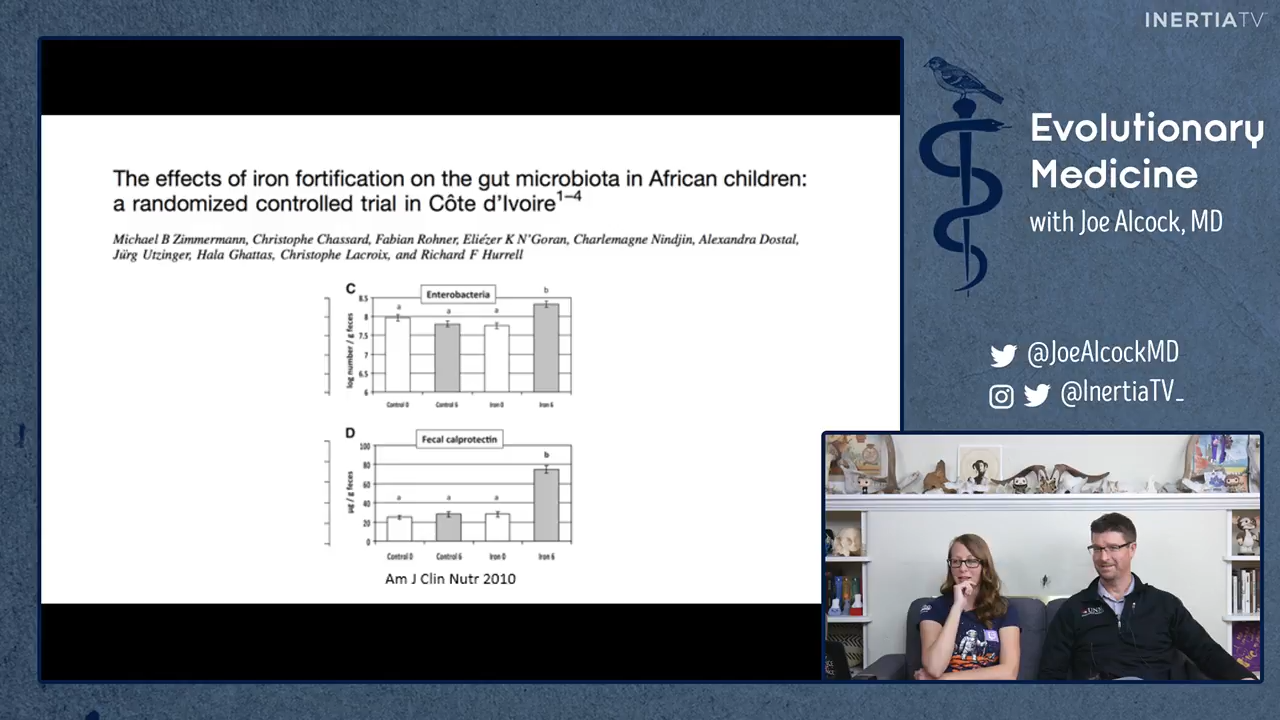 INERTIATV
Evolutionary
Medicine
with Joe Alcock, MD
@JoeAlcockMD
@InertiaTV_
The effects of iron fortification on the gut microbiota in African children:
a randomized controlled trial in Côte d'Ivoire1–4
Michael B Zimmermann, Christophe Chassard, Fabian Rohner, Eliézer K N'Goran, Charlemagne Nindjin, Alexandra Dostal,
Jürg Utzinger, Hala Ghattas, Christophe Lacroix, and Richard F Hurrell
C
Enterobacteria
log number / g feces
8.5
8
7.5
7
6.5
6
a
a
a
b
Control 0
Control 6
Iron 0
Iron 6
D
Fecal calprotectin
µg / g feces
100
80
60
40
20
0
a
a
a
b
Control 0
Control 6
Iron 0
Iron 6
Am J Clin Nutr 2010